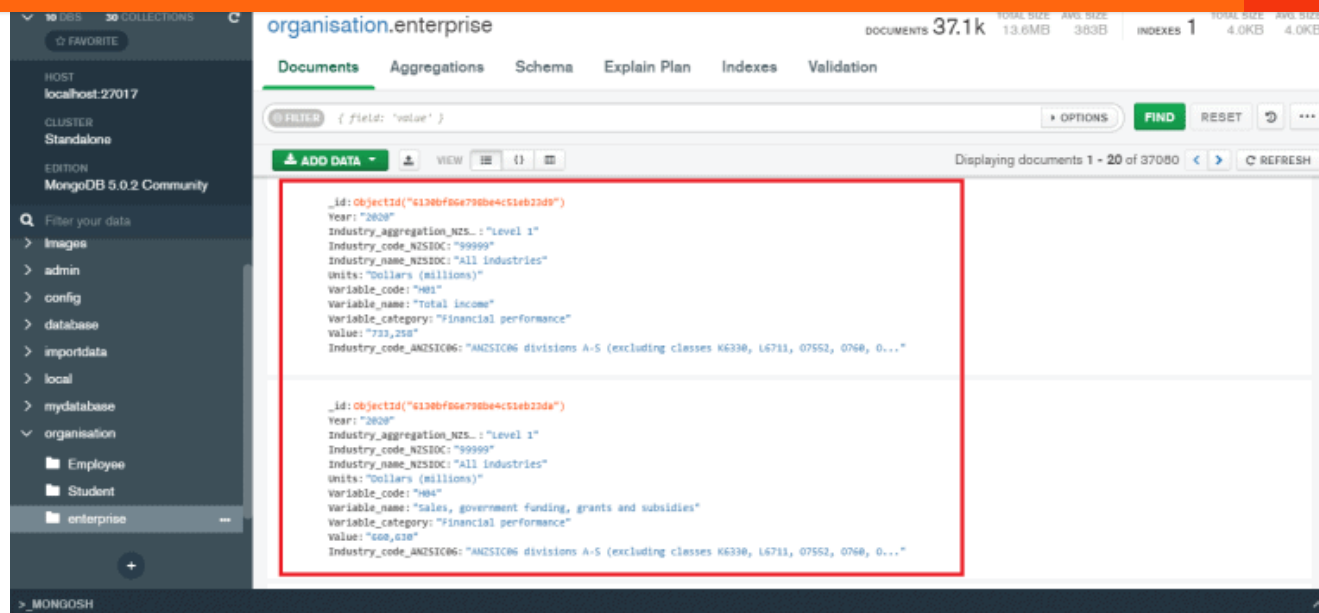 10 DBS 30 COLLECTIONS
FAVORITE
HOST
localhost:27017
CLUSTER
Standalone
EDITION
MongoDB 5.0.2 Community
Filter your data
Images
admin
config
database
importdata
local
mydatabase
organisation
Employee
Student
enterprise
>_MONGOSH
organisation.enterprise
DOCUMENTS 37.1k TOTAL SIZE 13.6MB AVG. SIZE 383B INDEXES 1 TOTAL SIZE 4.0KB AVG. SIZE 4.0KB
Documents Aggregations Schema Explain Plan Indexes Validation
FILTER { field: 'value' } OPTIONS FIND RESET
ADD DATA VIEW Displaying documents 1 - 20 of 37080 < > REFRESH
_id: ObjectId("6130bf86e798be4c51eb23d9")
Year: "2020"
Industry_aggregation_NZS…: "Level 1"
Industry_code_NZSIOC: "99999"
Industry_name_NZSIOC: "All industries"
Units: "Dollars (millions)"
Variable_code: "H01"
Variable_name: "Total income"
Variable_category: "Financial performance"
Value: "733,258"
Industry_code_ANZSIC06: "ANZSIC06 divisions A-S (excluding classes K6330, L6711, O7552, O760, O..."
_id: ObjectId("6130bf86e798be4c51eb23da")
Year: "2020"
Industry_aggregation_NZS…: "Level 1"
Industry_code_NZSIOC: "99999"
Industry_name_NZSIOC: "All industries"
Units: "Dollars (millions)"
Variable_code: "H04"
Variable_name: "Sales, government funding, grants and subsidies"
Variable_category: "Financial performance"
Value: "660,630"
Industry_code_ANZSIC06: "ANZSIC06 divisions A-S (excluding classes K6330, L6711, O7552, O760, O..."